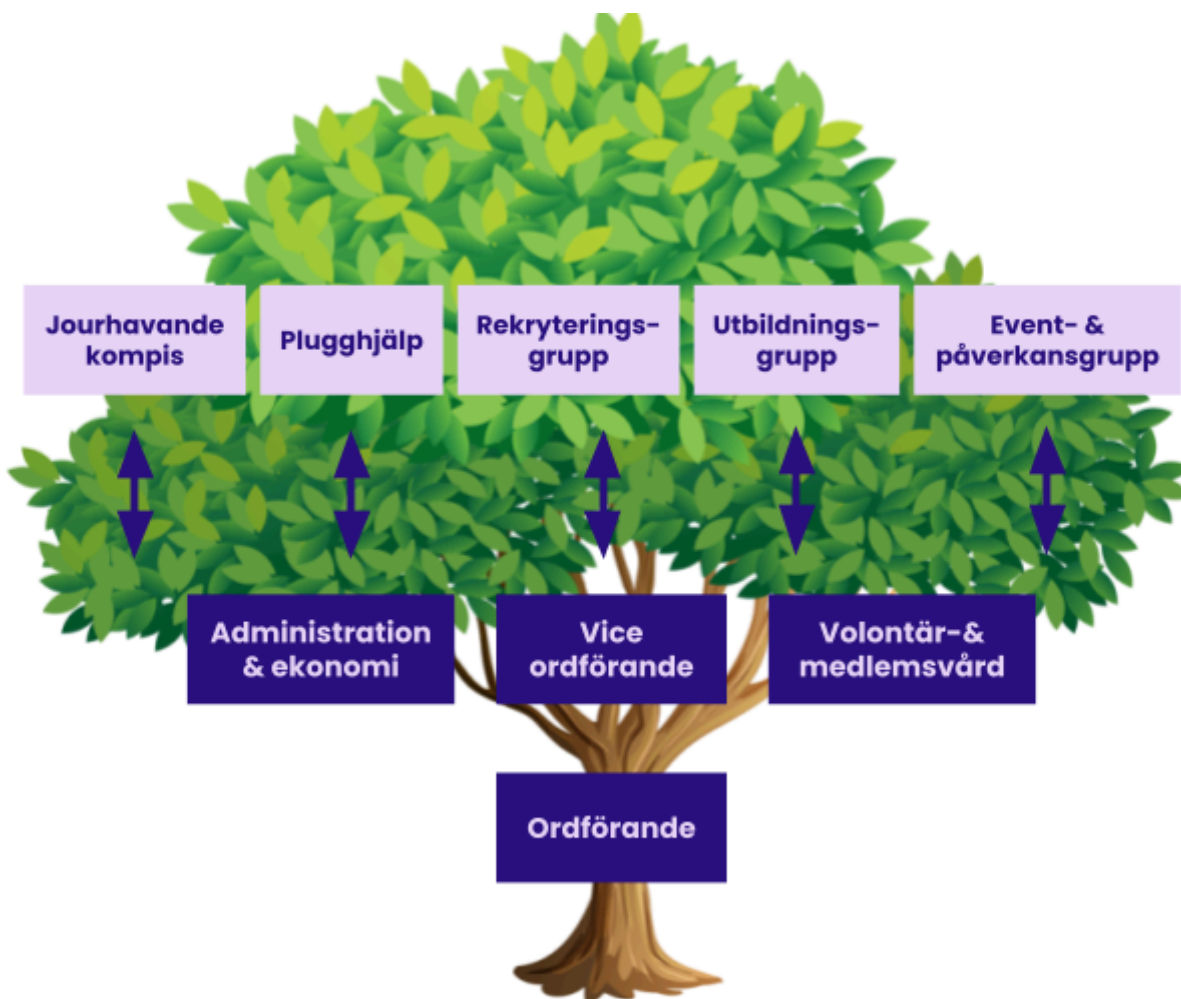 Jourhavande
kompis
Plugghjälp
Rekryterings-
grupp
Utbildnings-
grupp
Event- &
påverkansgrupp
Administration
& ekonomi
Vice
ordförande
Volontär-&
medlemsvård
Ordförande